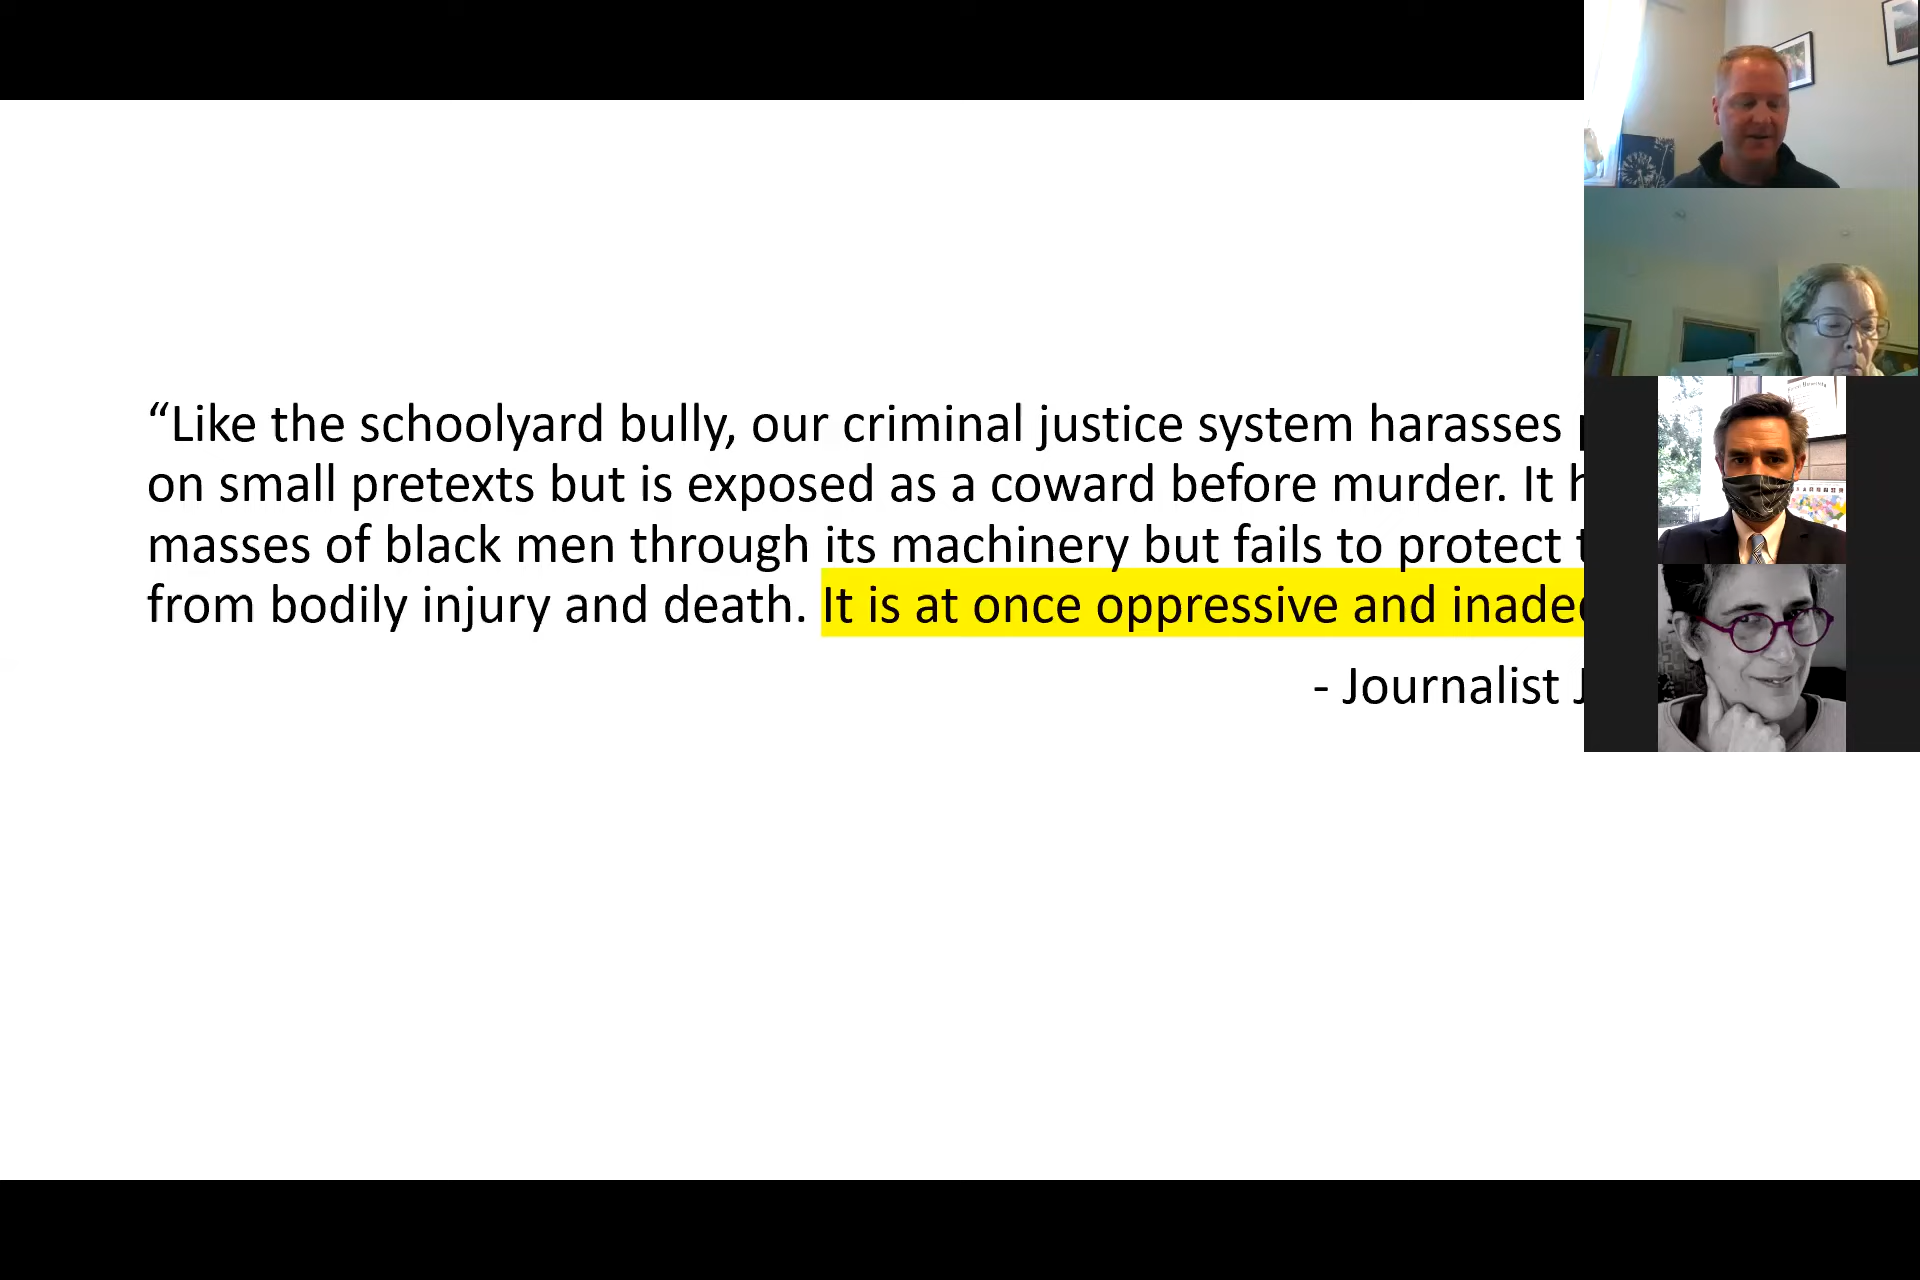 “Like the schoolyard bully, our criminal justice system harasses
on small pretexts but is exposed as a coward before murder. It
masses of black men through its machinery but fails to protect
from bodily injury and death. It is at once oppressive and
- Journalist